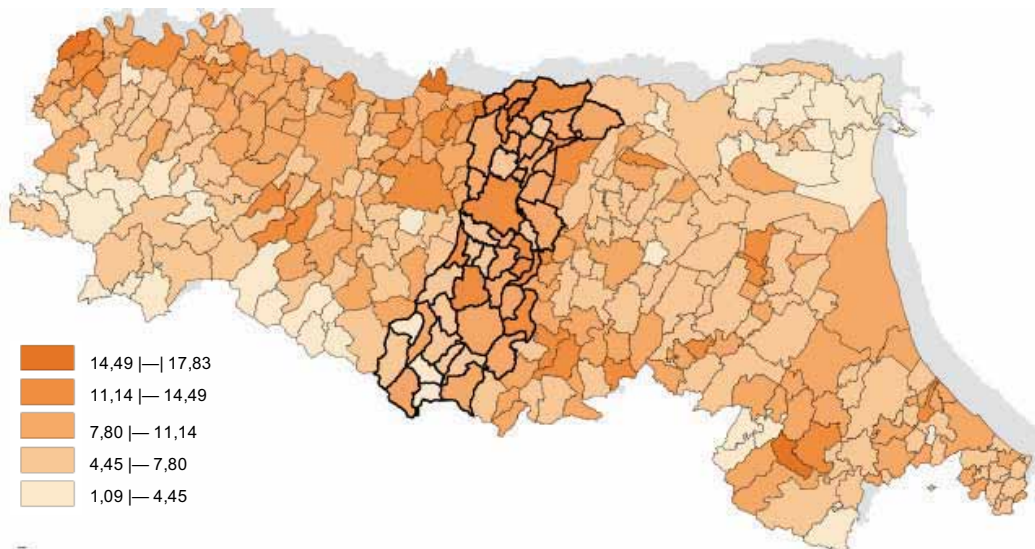 14,49 |—| 17,83
11,14 |— 14,49
7,80 |— 11,14
4,45 |— 7,80
1,09 |— 4,45